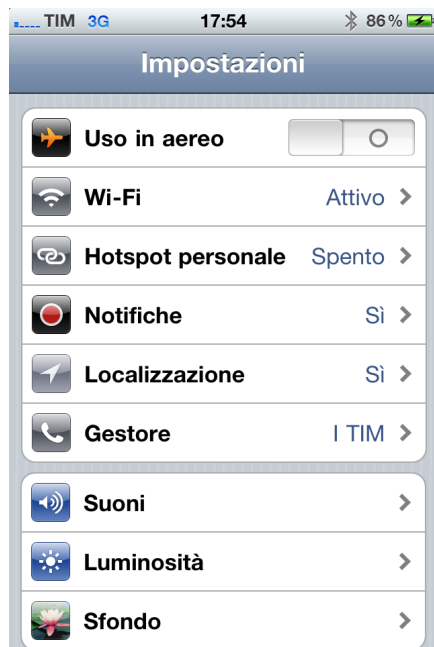 TIM 3G 17:54 86%
Impostazioni
Uso in aereo
Wi-Fi Attivo
Hotspot personale Spento
Notifiche Sì
Localizzazione Sì
Gestore I TIM
Suoni
Luminosità
Sfondo